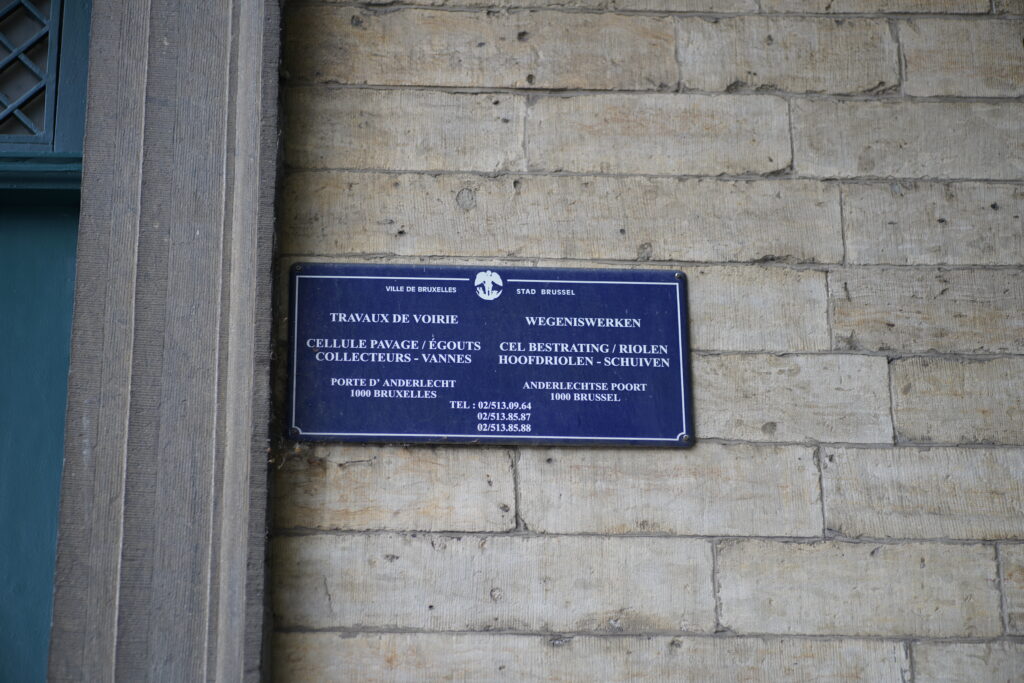 VILLE DE BRUXELLES STAD BRUSSEL
TRAVAUX DE VOIRIE
CELLULE PAVAGE / ÉGOUTS
COLLECTEURS - VANNES
PORTE D' ANDERLECHT
1000 BRUXELLES
WEGENISWERKEN
CEL BESTRATING / RIOLEN
HOOFDRIOLEN - SCHUIVEN
ANDERLECHTSE POORT
1000 BRUSSEL
TEL : 02/513.09.64
02/513.85.87
02/513.85.88